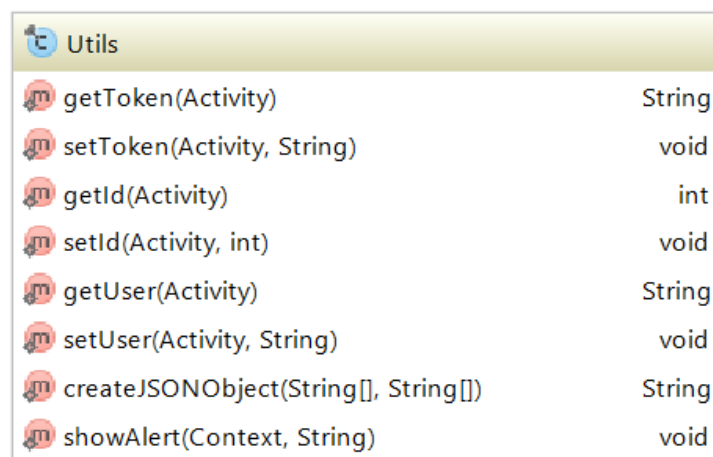 Utils
getToken(Activity) String
setToken(Activity, String) void
getId(Activity) int
setId(Activity, int) void
getUser(Activity) String
setUser(Activity, String) void
createJSONObject(String[], String[]) String
showAlert(Context, String) void